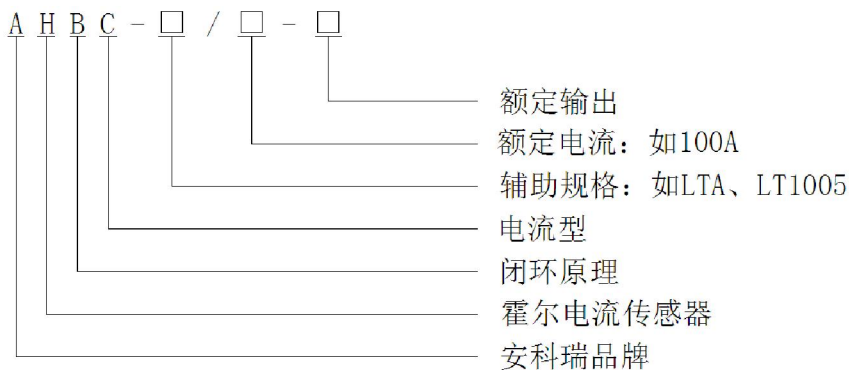 AHBC-□/□-□
额定输出
额定电流：如100A
辅助规格：如LTA、LT1005
电流型
闭环原理
霍尔电流传感器
安科瑞品牌